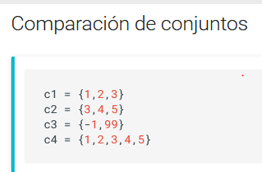 Comparación de conjuntos
c1 = {1,2,3}
c2 = {3,4,5}
c3 = {-1,99}
c4 = {1,2,3,4,5}